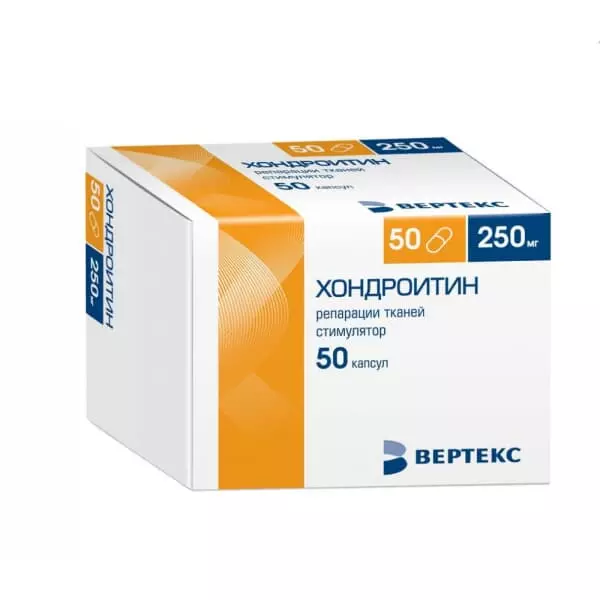 50 250 мг
ХОНДРОИТИН
репарации тканей
стимулятор
50 капсул
ВЕРТЕКС
50 250 мг
ХОНДРОИТИН
репарации тканей
стимулятор
50 капсул
ВЕРТЕКС
50 250 мг
ХОНДРОИТИН